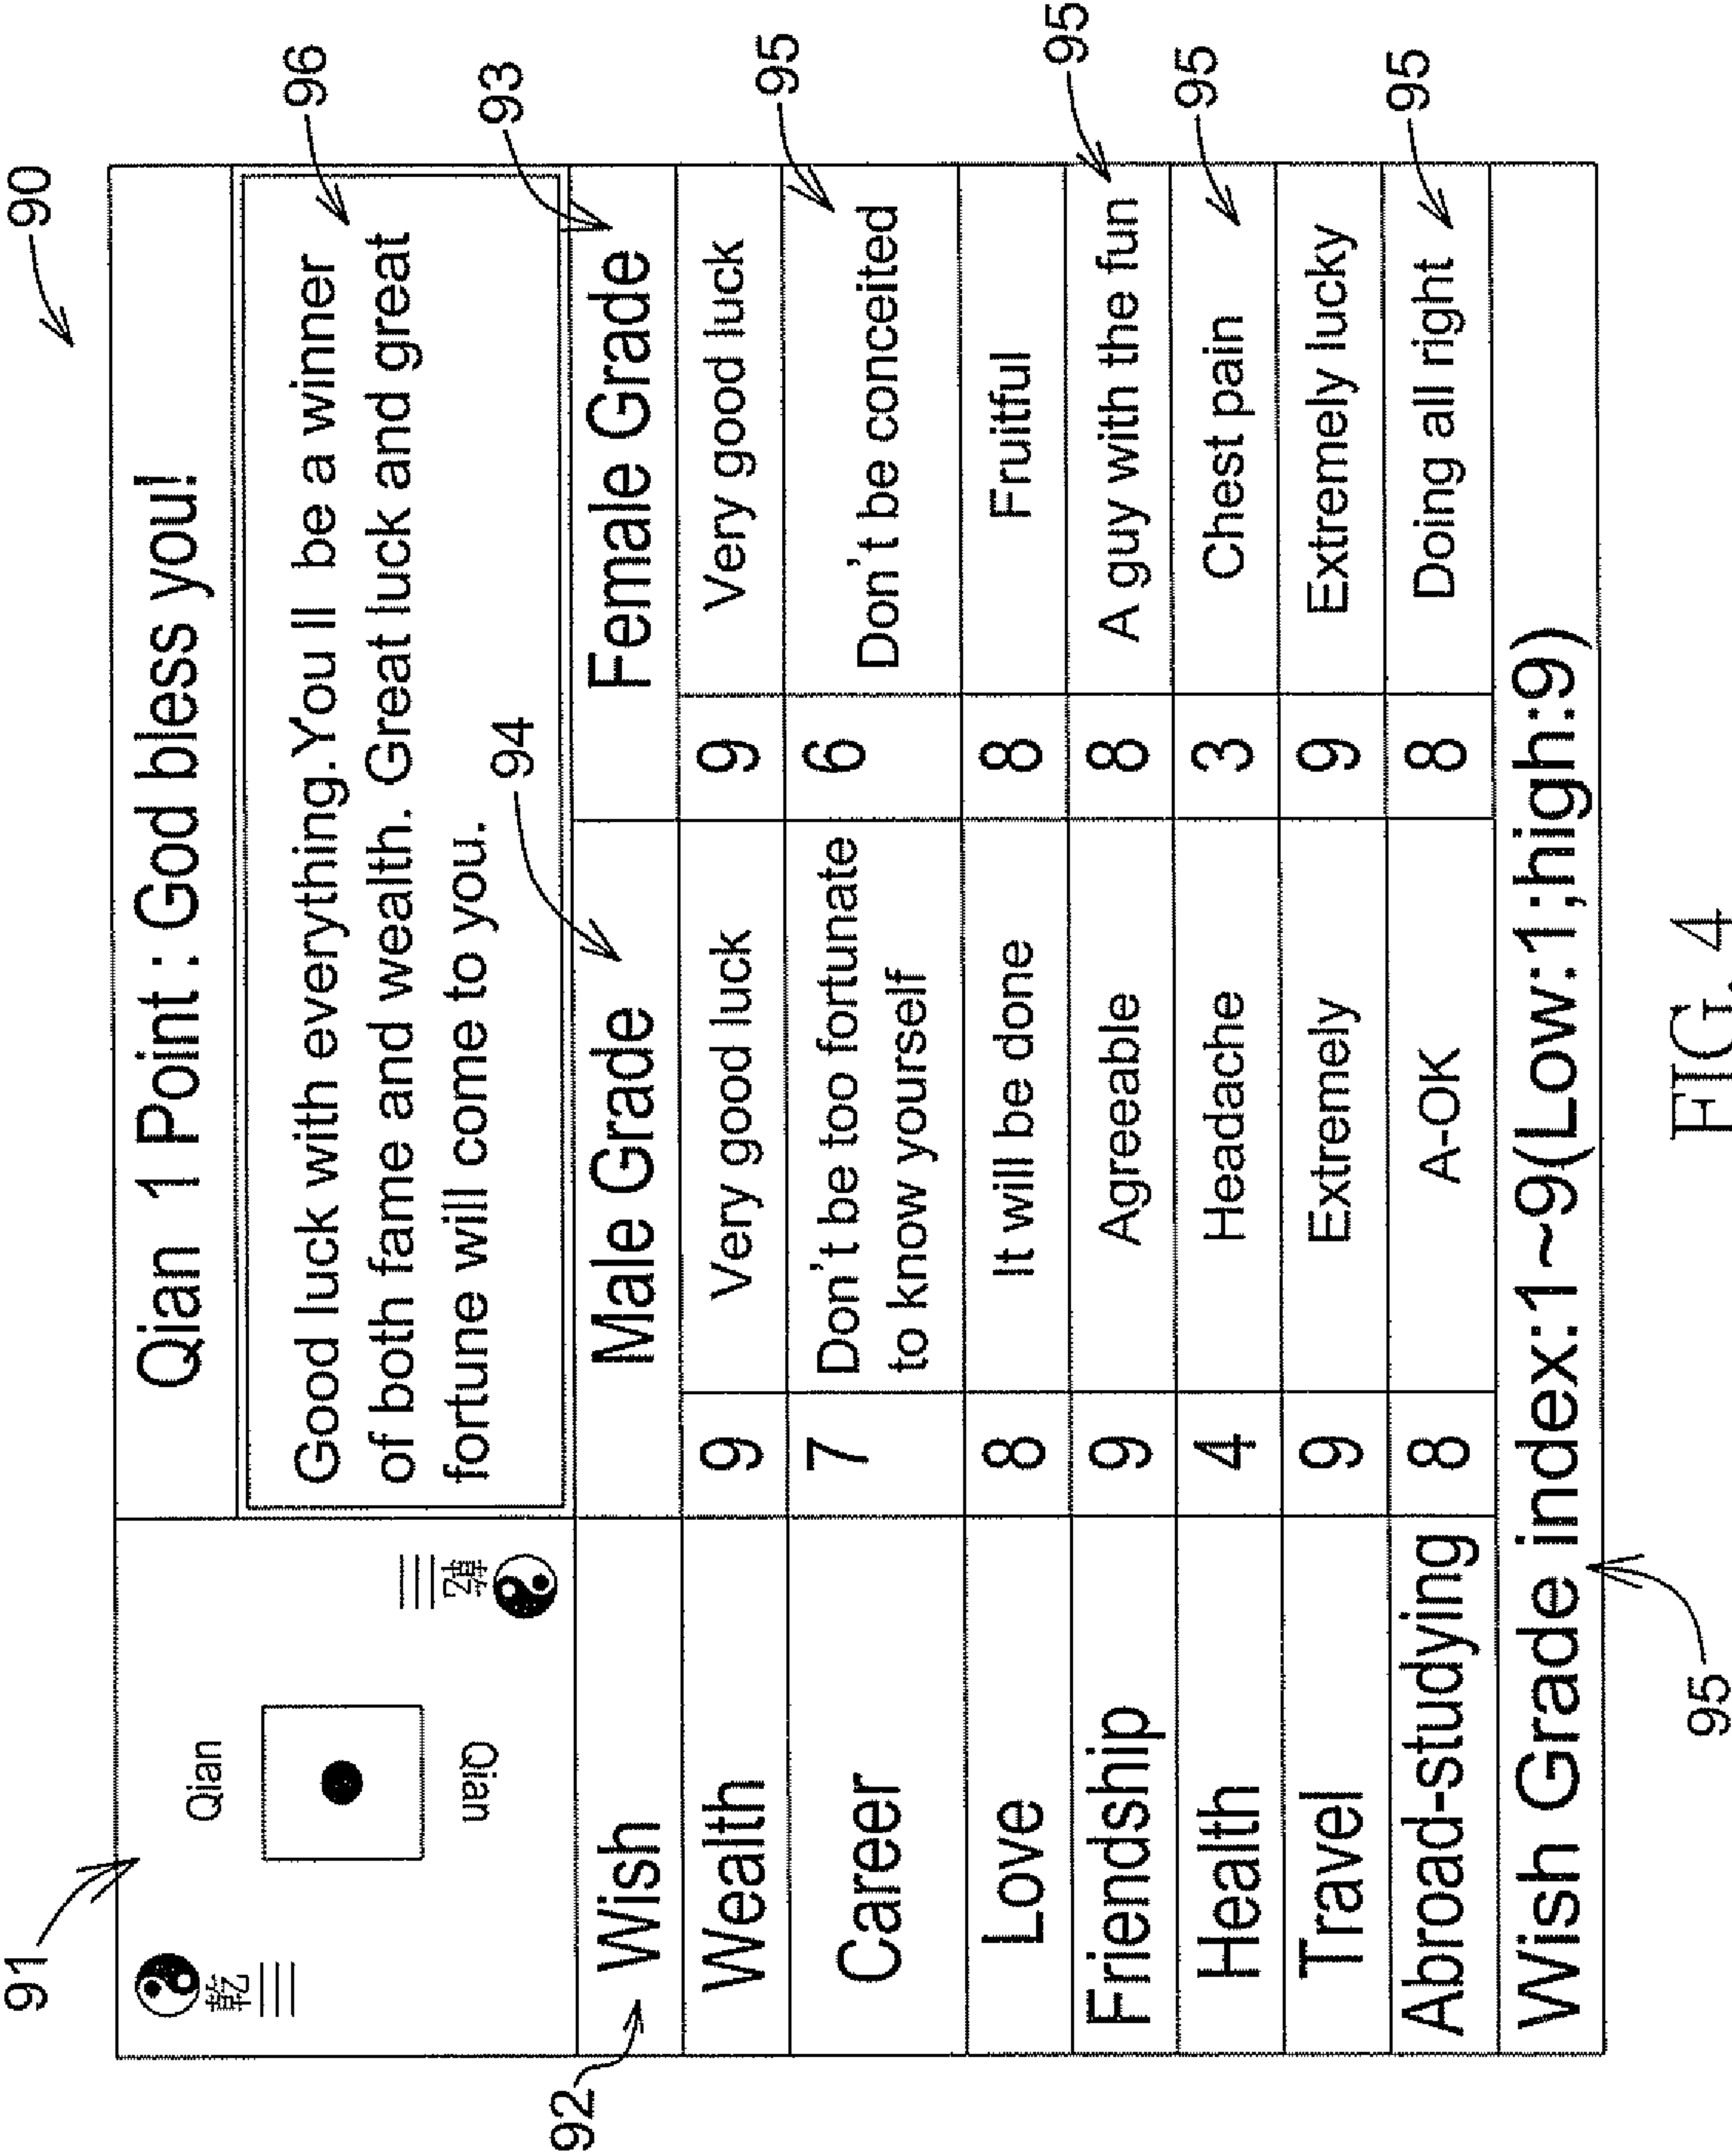 90
91
Qian 1 Point : God bless you!
Qian
乾
乾
Qian
Good luck with everything.You ll be a winner
of both fame and wealth. Great luck and great
fortune will come to you.
96
93
94
92
Wish Male Grade Female Grade
Wealth 9 Very good luck 9 Very good luck
Career 7 Don't be too fortunate
to know yourself 6 Don't be conceited
95
Love 8 It will be done 8 Fruitful
Friendship 9 Agreeable 8 A guy with the fun
95
Health 4 Headache 3 Chest pain
95
Travel 9 Extremely 9 Extremely lucky
Abroad-studying 8 A-OK 8 Doing all right
95
Wish Grade index:1~9(Low:1;high:9)
95
FIG. 4